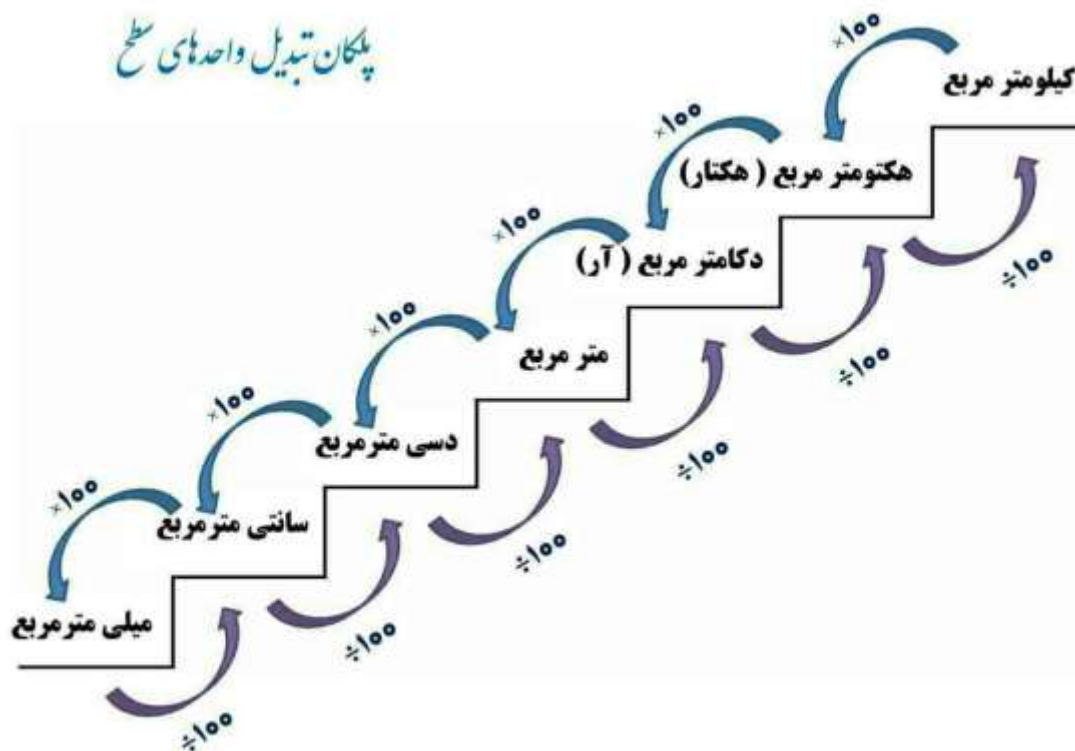 پلکان تبدیل واحدهای سطح
کیلومتر مربع
هکتومتر مربع ( هکتار)
دکامتر مربع ( آر)
متر مربع
دسی مترمربع
سانتی مترمربع
میلی مترمربع
×۱۰۰
×۱۰۰
×۱۰۰
×۱۰۰
×۱۰۰
×۱۰۰
÷۱۰۰
÷۱۰۰
÷۱۰۰
÷۱۰۰
÷۱۰۰
÷۱۰۰